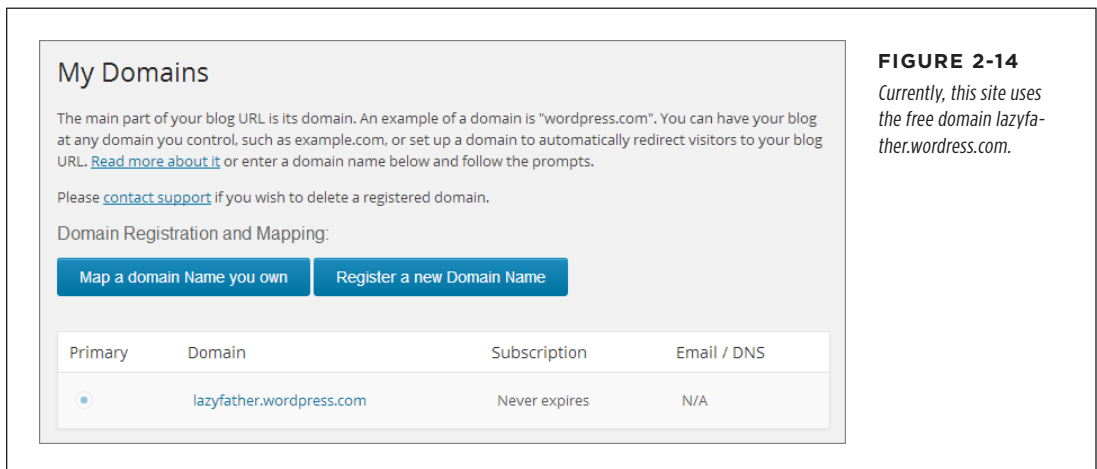 My Domains
The main part of your blog URL is its domain. An example of a domain is "wordpress.com". You can have your blog
at any domain you control, such as example.com, or set up a domain to automatically redirect visitors to your blog
URL. Read more about it or enter a domain name below and follow the prompts.
Please contact support if you wish to delete a registered domain.
Domain Registration and Mapping:
Map a domain Name you own Register a new Domain Name
Primary Domain Subscription Email / DNS
lazyfather.wordpress.com Never expires N/A
FIGURE 2-14
Currently, this site uses
the free domain lazyfa-
ther.wordress.com.